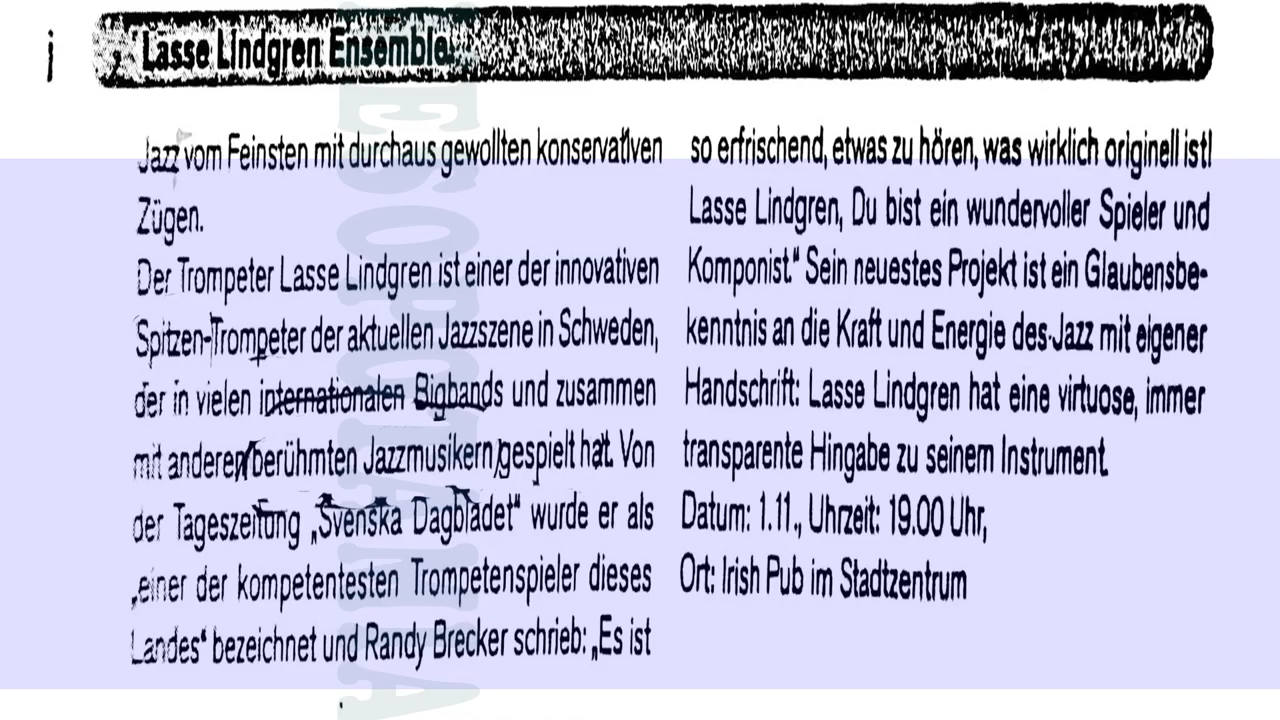 Lasse Lindgren Ensemble
Jazz vom Feinsten mit durchaus gewollten konservativen
Zügen.
Der Trompeter Lasse Lindgren ist einer der innovativen
Spitzen-Trompeter der aktuellen Jazzszene in Schweden,
der in vielen internationalen Bigbands und zusammen
mit anderen berühmten Jazzmusikern gespielt hat. Von
der Tageszeitung „Svenska Dagbladet“ wurde er als
„einer der kompetentesten Trompetenspieler dieses
Landes“ bezeichnet und Randy Brecker schrieb: „Es ist
so erfrischend, etwas zu hören, was wirklich originell ist!
Lasse Lindgren, Du bist ein wundervoller Spieler und
Komponist.“ Sein neuestes Projekt ist ein Glaubensbe-
kenntnis an die Kraft und Energie des Jazz mit eigener
Handschrift: Lasse Lindgren hat eine virtuose, immer
transparente Hingabe zu seinem Instrument.
Datum: 1.11., Uhrzeit: 19.00 Uhr,
Ort: Irish Pub im Stadtzentrum